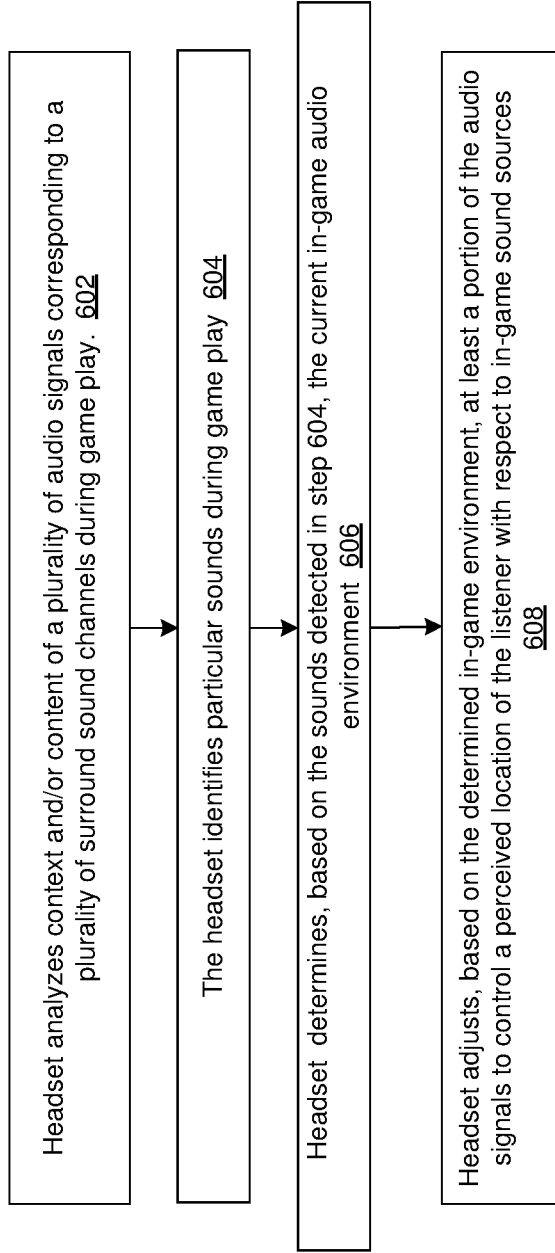 Headset analyzes context and/or content of a plurality of audio signals corresponding to a
plurality of surround sound channels during game play. 602
The headset identifies particular sounds during game play 604
Headset determines, based on the sounds detected in step 604, the current in-game audio
environment 606
Headset adjusts, based on the determined in-game environment, at least a portion of the audio
signals to control a perceived location of the listener with respect to in-game sound sources
608